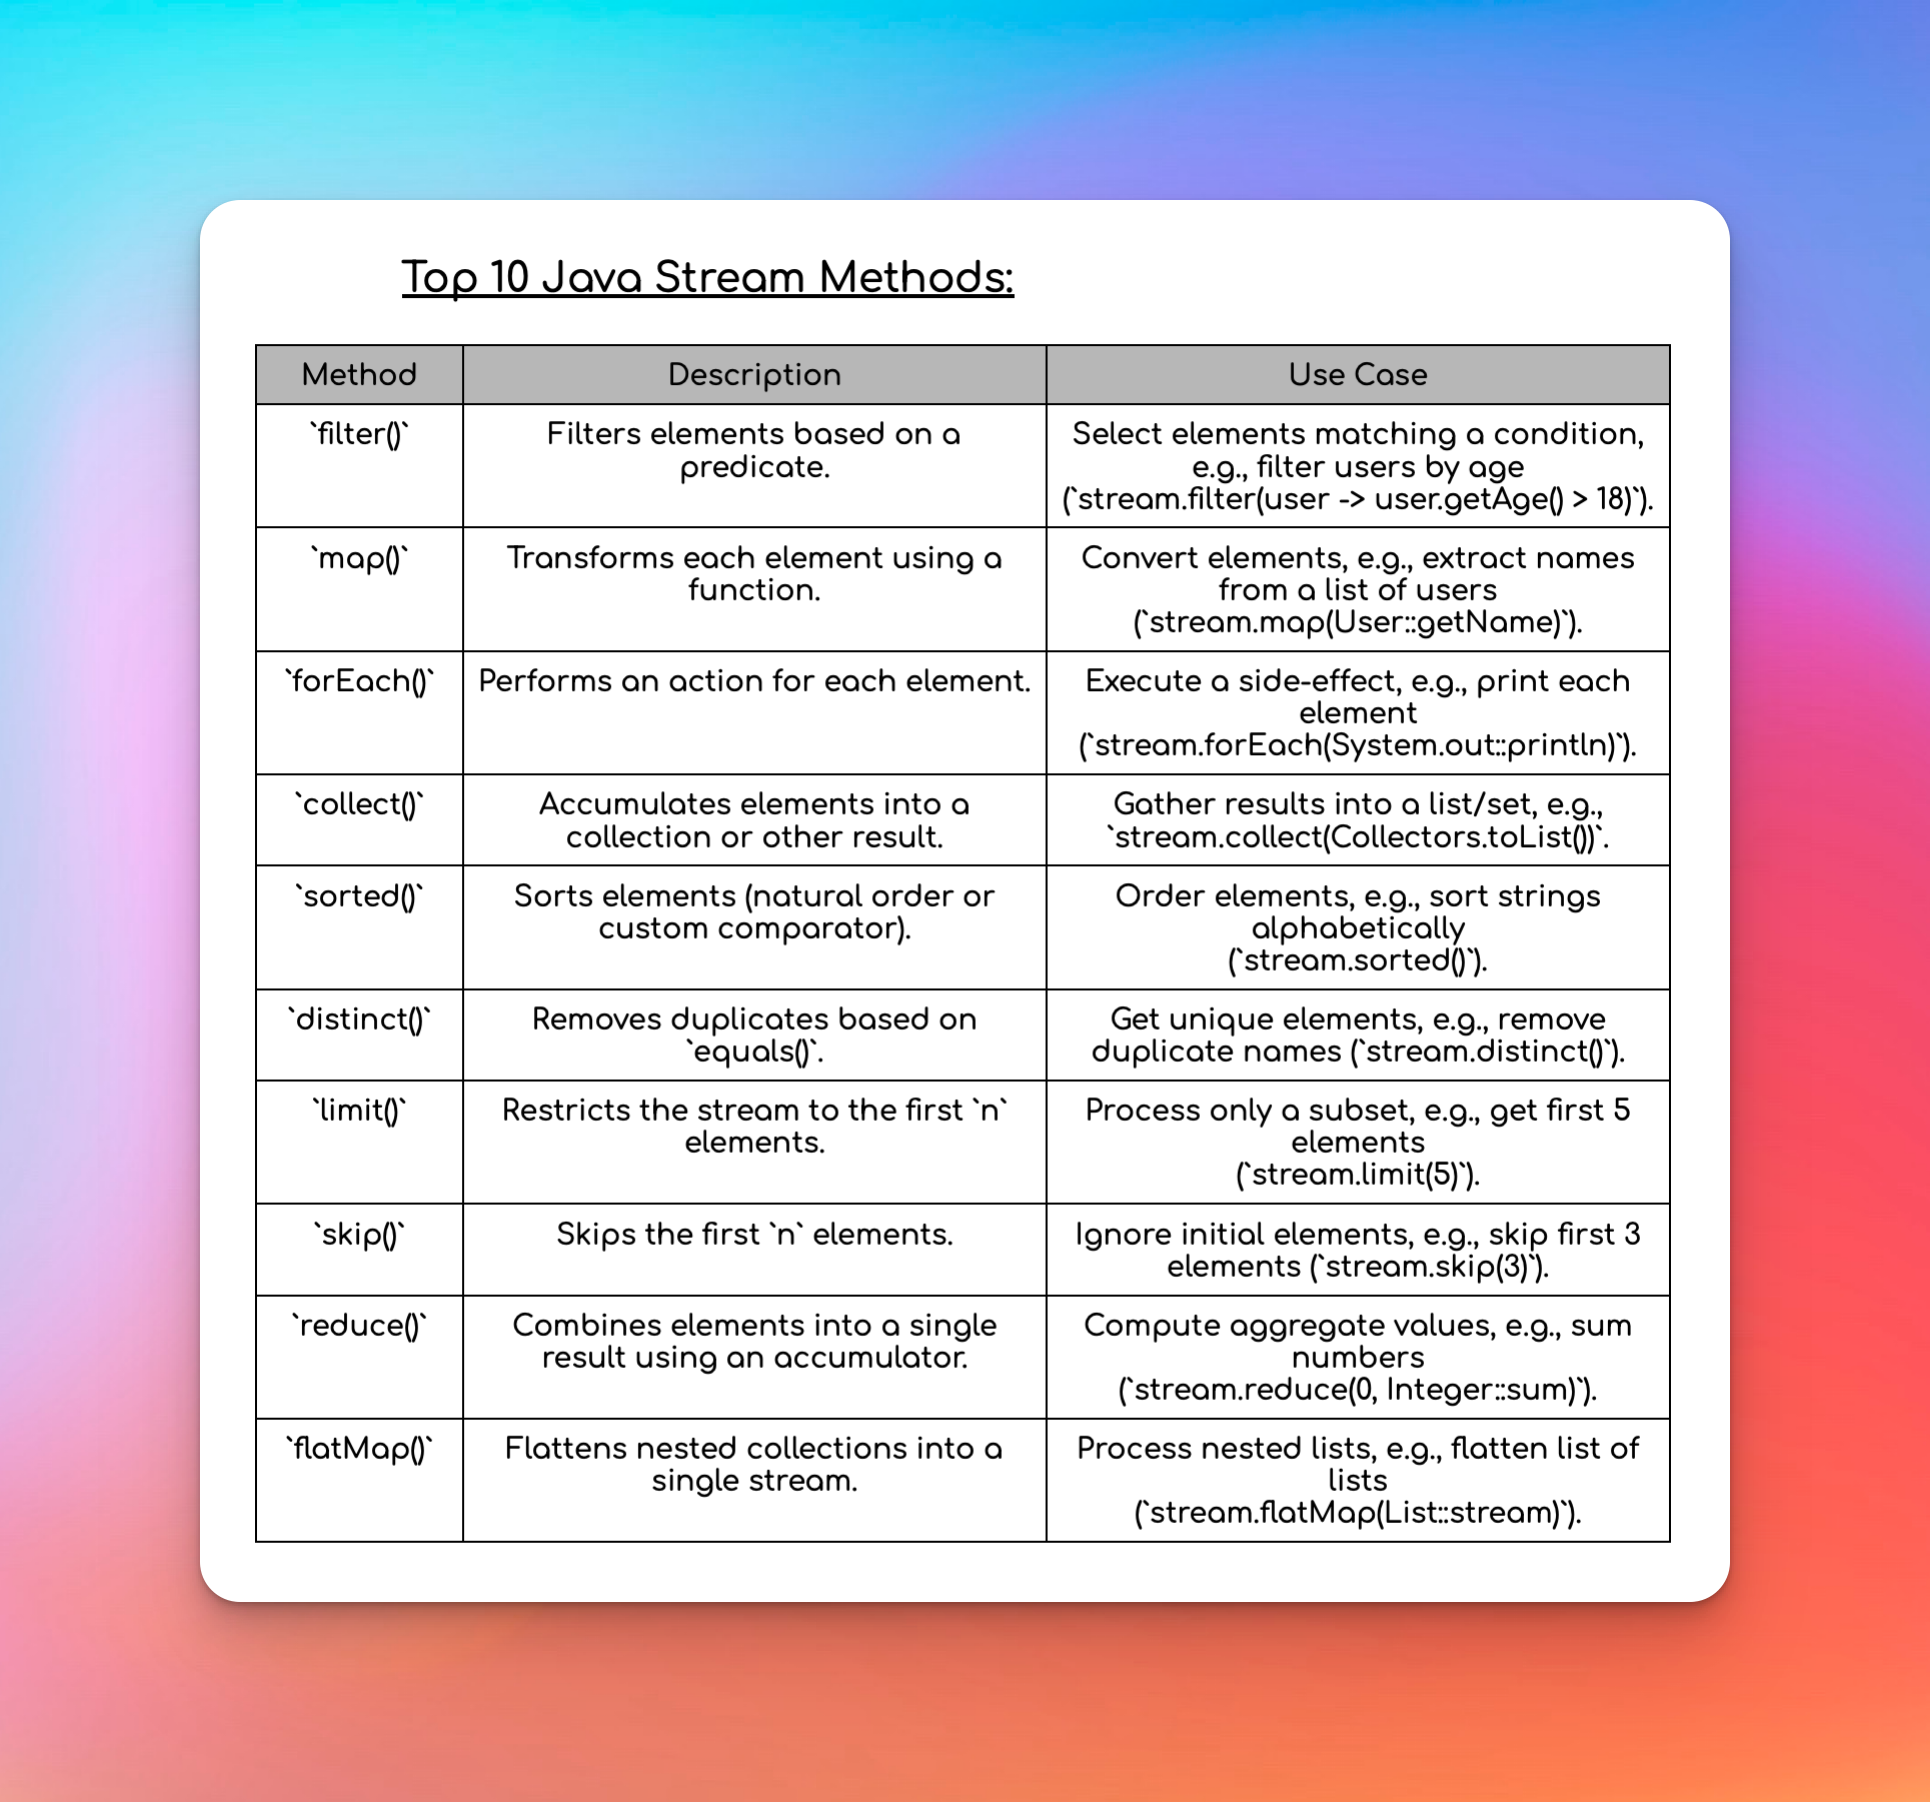 Top 10 Java Stream Methods:
Method Description Use Case
`filter()`
Filters elements based on a
predicate.
Select elements matching a condition,
e.g., filter users by age
(`stream.filter(user -> user.getAge() > 18)`).
`map()`
Transforms each element using a
function.
Convert elements, e.g., extract names
from a list of users
(`stream.map(User::getName)`).
`forEach()`
Performs an action for each element.
Execute a side-effect, e.g., print each
element
(`stream.forEach(System.out::println)`).
`collect()`
Accumulates elements into a
collection or other result.
Gather results into a list/set, e.g.,
`stream.collect(Collectors.toList())`.
`sorted()`
Sorts elements (natural order or
custom comparator).
Order elements, e.g., sort strings
alphabetically
(`stream.sorted()`).
`distinct()`
Removes duplicates based on
`equals()`.
Get unique elements, e.g., remove
duplicate names (`stream.distinct()`).
`limit()`
Restricts the stream to the first `n`
elements.
Process only a subset, e.g., get first 5
elements
(`stream.limit(5)`).
`skip()`
Skips the first `n` elements.
Ignore initial elements, e.g., skip first 3
elements (`stream.skip(3)`).
`reduce()`
Combines elements into a single
result using an accumulator.
Compute aggregate values, e.g., sum
numbers
(`stream.reduce(0, Integer::sum)`).
`flatMap()`
Flattens nested collections into a
single stream.
Process nested lists, e.g., flatten list of
lists
(`stream.flatMap(List::stream)`).